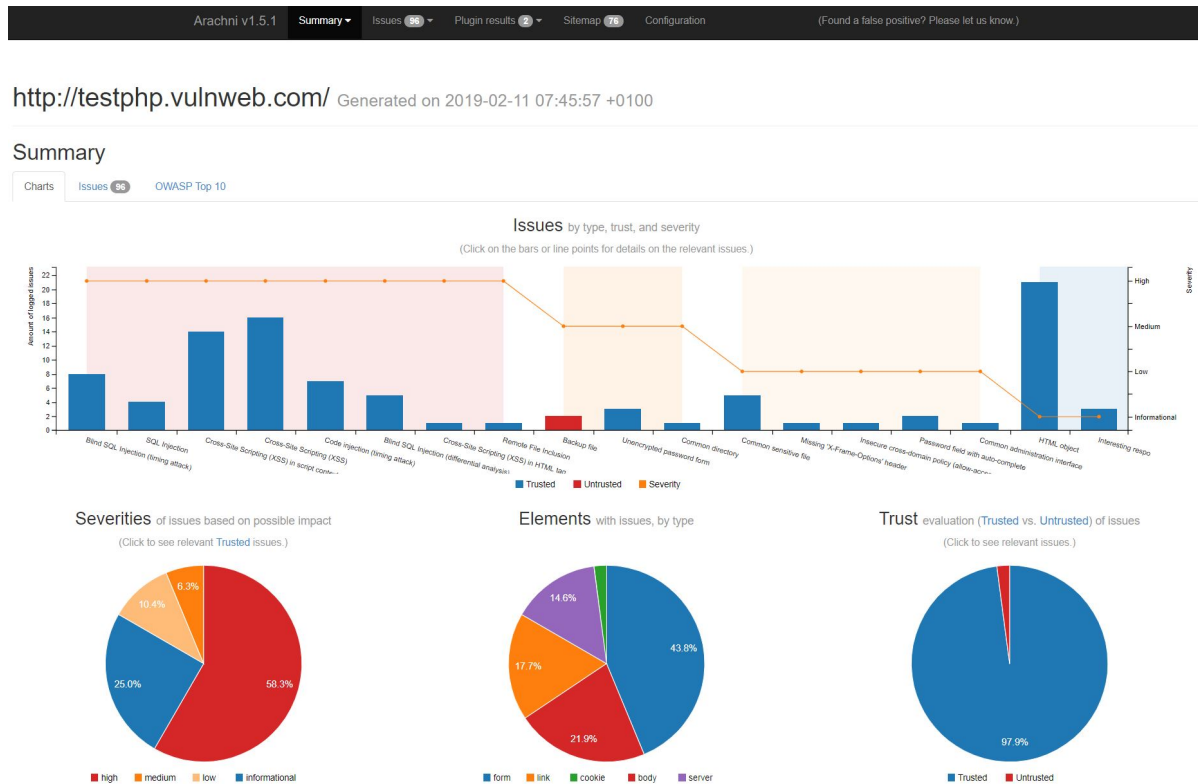 Arachni v1.5.1 Summary Issues 96 Plugin results 2 Sitemap 76 Configuration (Found a false positive? Please let us know.)
http://testphp.vulnweb.com/ Generated on 2019-02-11 07:45:57 +0100
Summary
Charts Issues 96 OWASP Top 10
Issues by type, trust, and severity
(Click on the bars or line points for details on the relevant issues.)
Amount of logged issues
22
20
18
16
14
12
10
8
6
4
2
0
High
Medium
Low
Informational
Severity
Blind SQL Injection (timing attack)
SQL Injection
Cross-Site Scripting (XSS) in script conte
Cross-Site Scripting (XSS)
Code injection (timing attack)
Blind SQL Injection (differential analysis)
Cross-Site Scripting (XSS) in HTML tag
Remote File Inclusion
Backup file
Unencrypted password form
Common directory
Common sensitive file
Missing 'X-Frame-Options' header
Insecure cross-domain policy (allow-acce
Password field with auto-complete
Common administration interface
HTML object
Interesting respo
Trusted Untrusted Severity
Severities of issues based on possible impact
(Click to see relevant Trusted issues.)
6.3%
10.4%
25.0%
58.3%
high medium low informational
Elements with issues, by type
14.6%
43.8%
17.7%
21.9%
form link cookie body server
Trust evaluation (Trusted vs. Untrusted) of issues
(Click to see relevant issues.)
97.9%
Trusted Untrusted